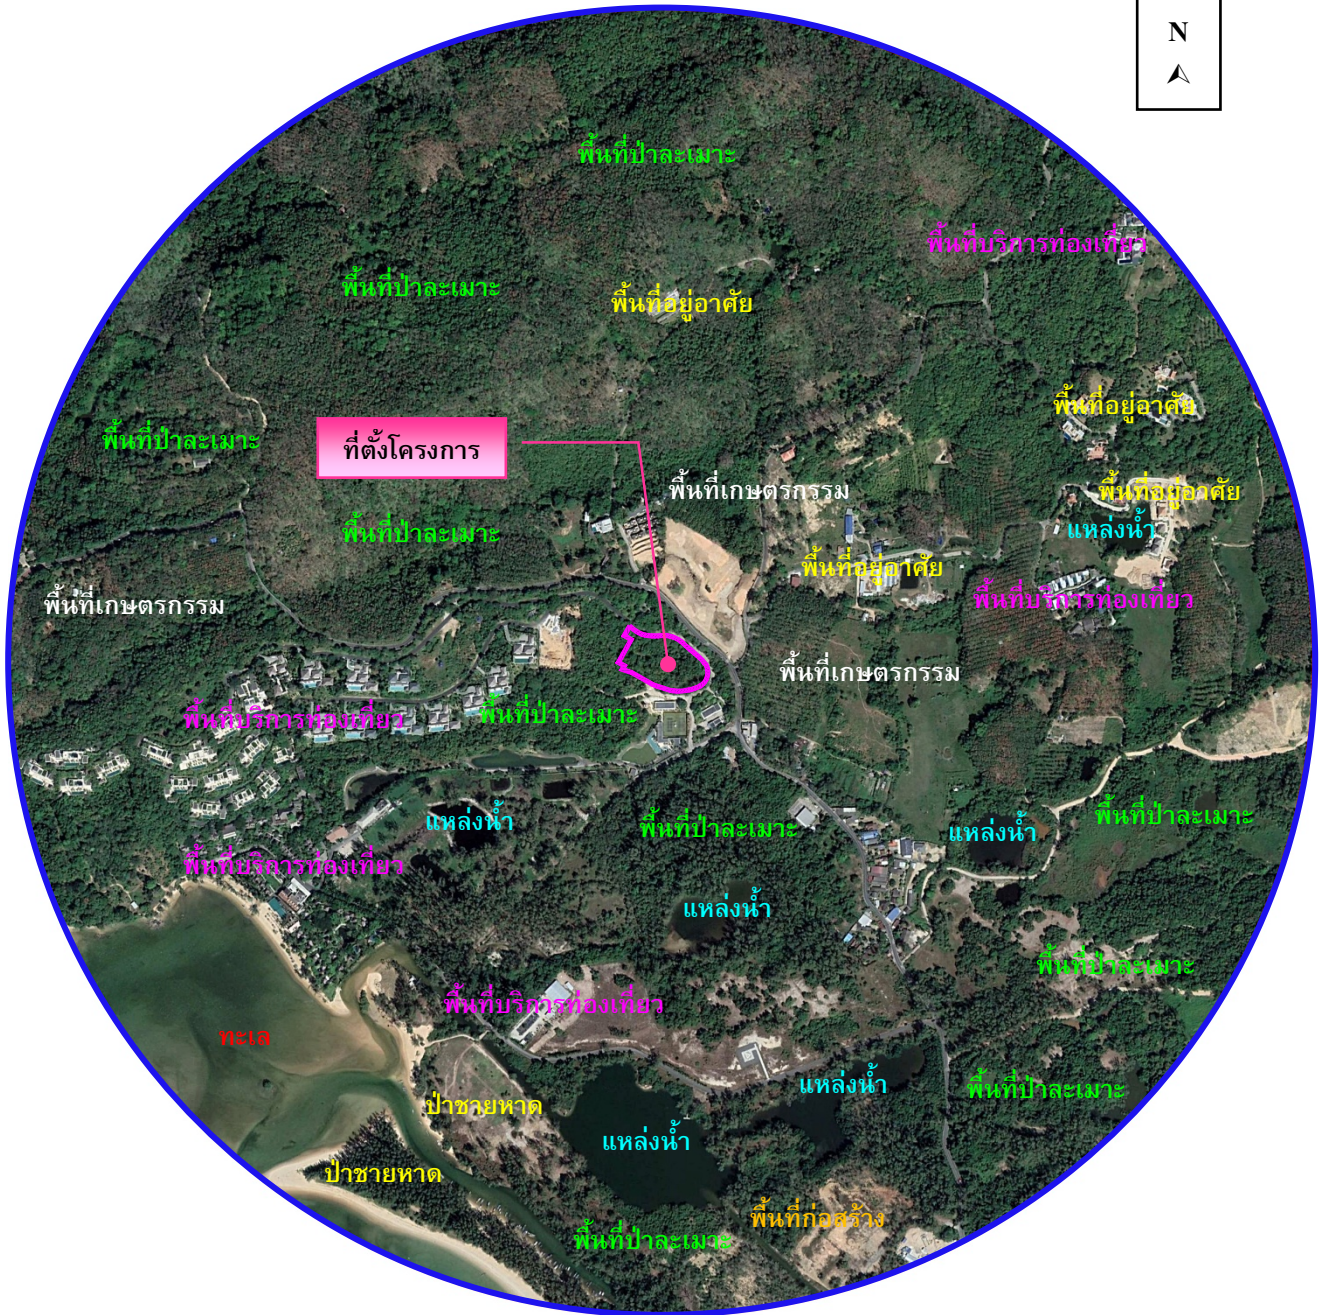 N
พื้นที่ป่าละเมาะ
พื้นที่บริการท่องเที่ยว
พื้นที่ป่าละเมาะ
พื้นที่อยู่อาศัย
พื้นที่อยู่อาศัย
พื้นที่ป่าละเมาะ
ที่ตั้งโครงการ
พื้นที่เกษตรกรรม
พื้นที่อยู่อาศัย
พื้นที่ป่าละเมาะ
แหล่งน้ำ
พื้นที่อยู่อาศัย
พื้นที่เกษตรกรรม
พื้นที่บริการท่องเที่ยว
พื้นที่เกษตรกรรม
พื้นที่บริการท่องเที่ยว
พื้นที่ป่าละเมาะ
แหล่งน้ำ
พื้นที่ป่าละเมาะ
แหล่งน้ำ
พื้นที่ป่าละเมาะ
พื้นที่บริการท่องเที่ยว
แหล่งน้ำ
พื้นที่ป่าละเมาะ
พื้นที่บริการท่องเที่ยว
ทะเล
แหล่งน้ำ
พื้นที่ป่าละเมาะ
ป่าชายหาด
แหล่งน้ำ
ป่าชายหาด
พื้นที่ก่อสร้าง
พื้นที่ป่าละเมาะ